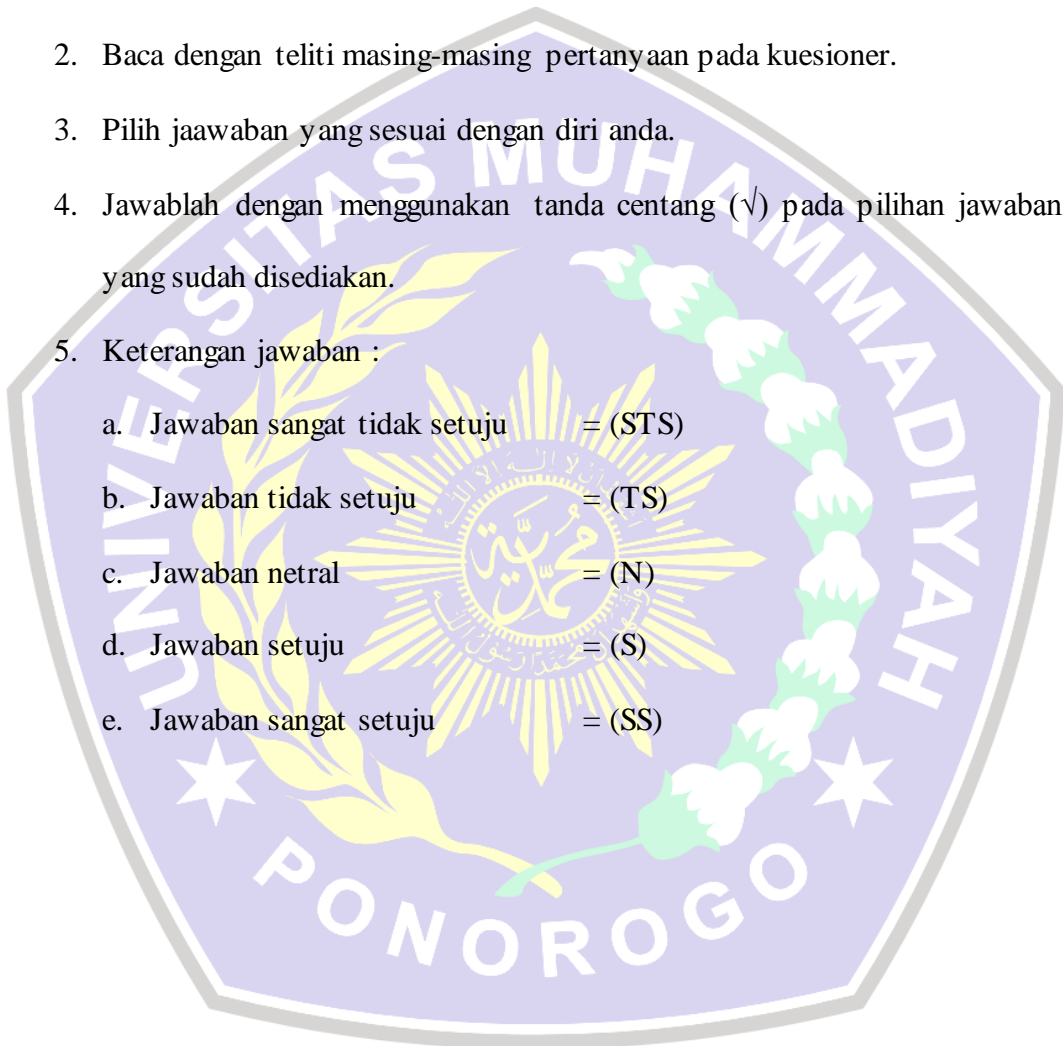 2. Baca dengan teliti masing-masing pertanyaan pada kuesioner.
3. Pilih jaawaban yang sesuai dengan diri anda.
4. Jawablah dengan menggunakan tanda centang (√) pada pilihan jawaban
yang sudah disediakan.
5. Keterangan jawaban :
a. Jawaban sangat tidak setuju = (STS)
b. Jawaban tidak setuju = (TS)
c. Jawaban netral = (N)
d. Jawaban setuju = (S)
e. Jawaban sangat setuju = (SS)
UNIVERSITAS MUHAMMADIYAH
PONOROGO
محمدية